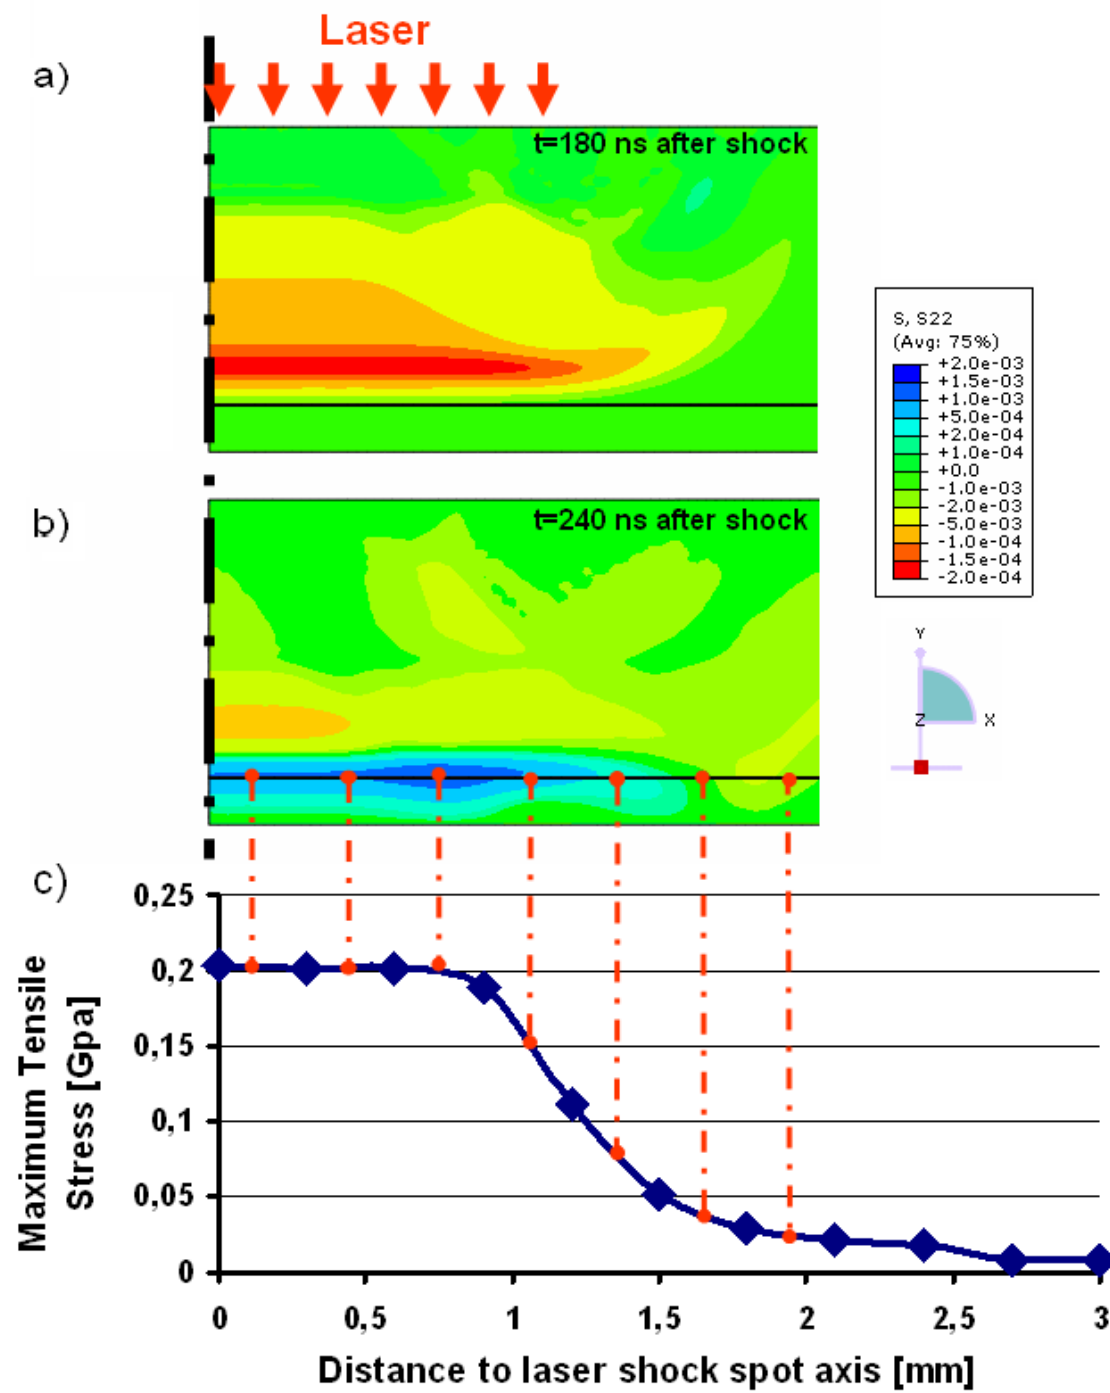 Laser
a)
t=180 ns after shock
S, S22
(Avg: 75%)
+2.0e-03
+1.5e-03
+1.0e-03
+5.0e-04
+2.0e-04
+1.0e-04
+0.0
-1.0e-03
-2.0e-03
-5.0e-03
-1.0e-04
-1.5e-04
-2.0e-04
b)
t=240 ns after shock
Y
Z
X
c)
Maximum Tensile
Stress [Gpa]
0,25
0,2
0,15
0,1
0,05
0
0
0,5
1
1,5
2
2,5
3
Distance to laser shock spot axis [mm]